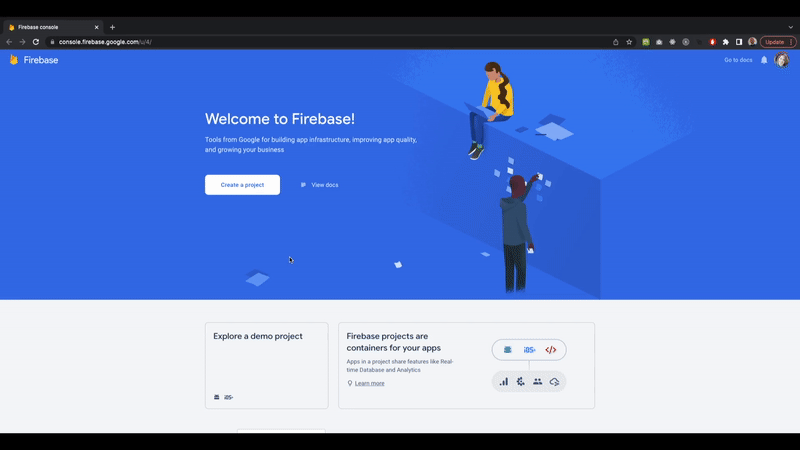 Firebase console
console.firebase.google.com/u/4/
Update
Firebase
Go to docs
Welcome to Firebase!
Tools from Google for building app infrastructure, improving app quality,
and growing your business
Create a project
View docs
Explore a demo project
iOS+
Firebase projects are
container for your apps
Apps in a project share features like Real-
time Database and Analytics
Learn more
iOS+